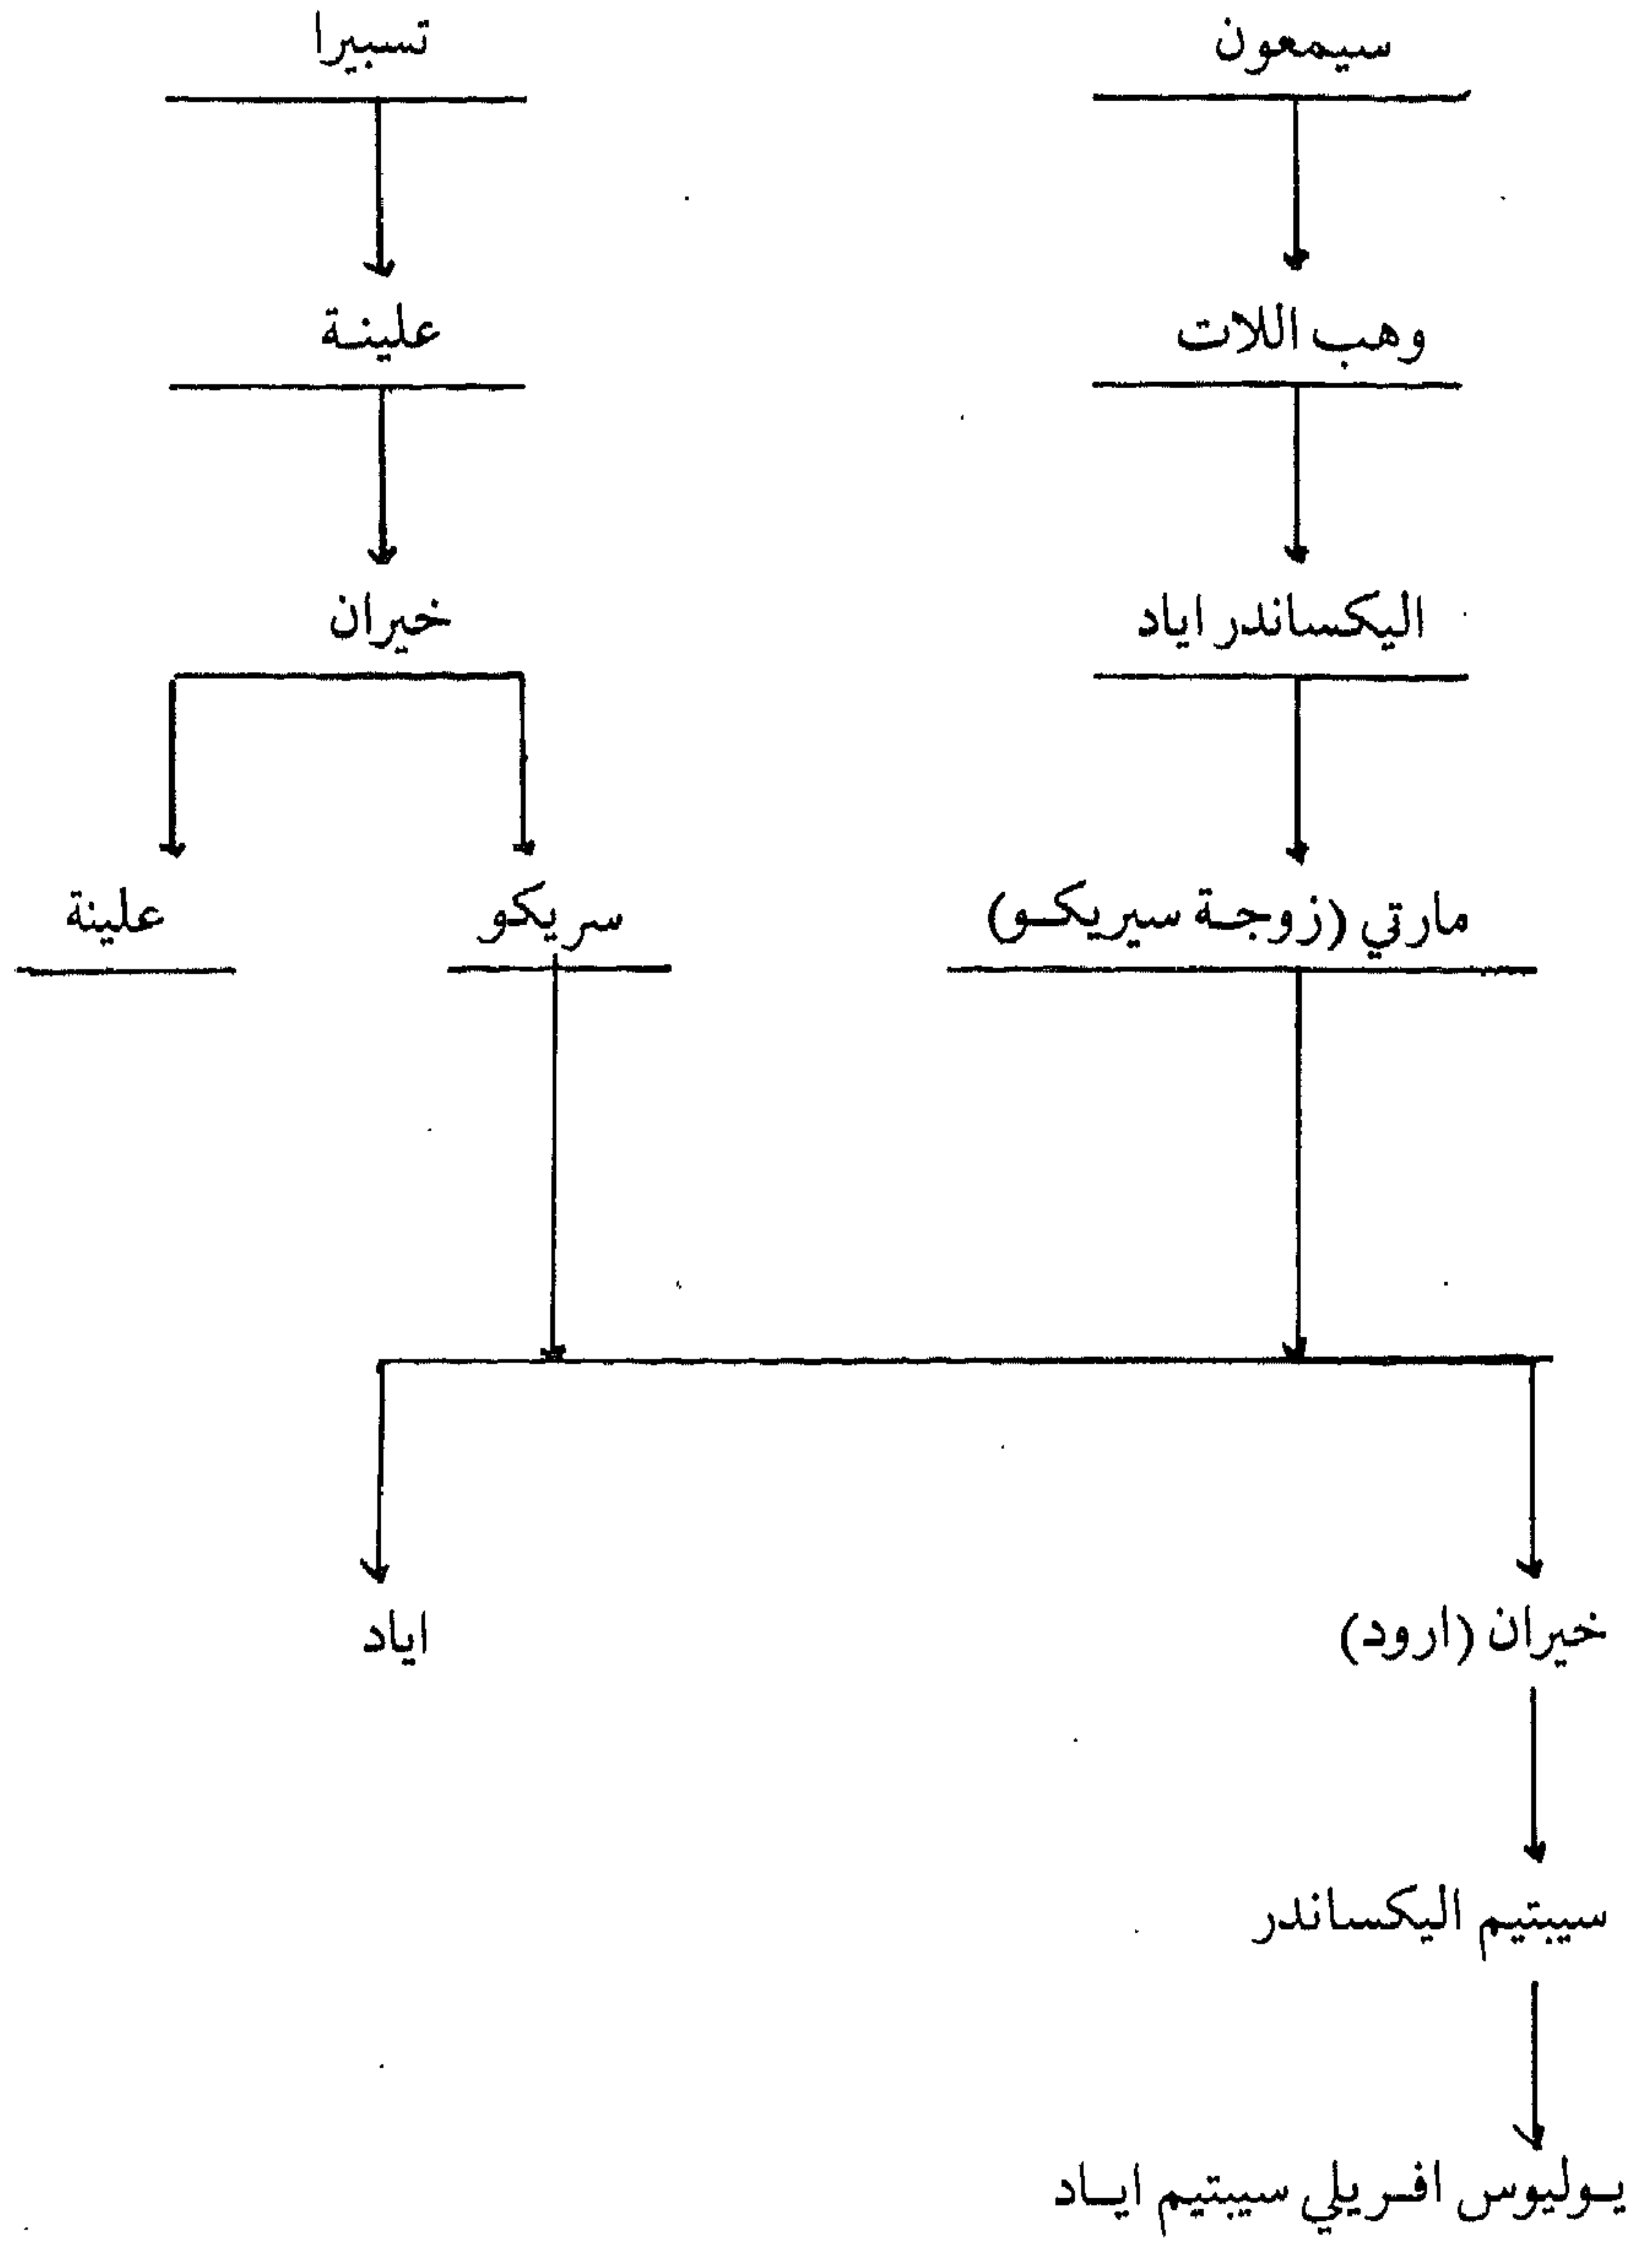 سيمعون
تسبيرا
وهب اللات
علينة
اليكساندر اياد
خيران
مارتي (زوجة سيريكو)
سريكو
علينة
خيران (ارود)
اياد
سيبتيم اليكساندر
يوليوس افريلي سيبتيم اياد